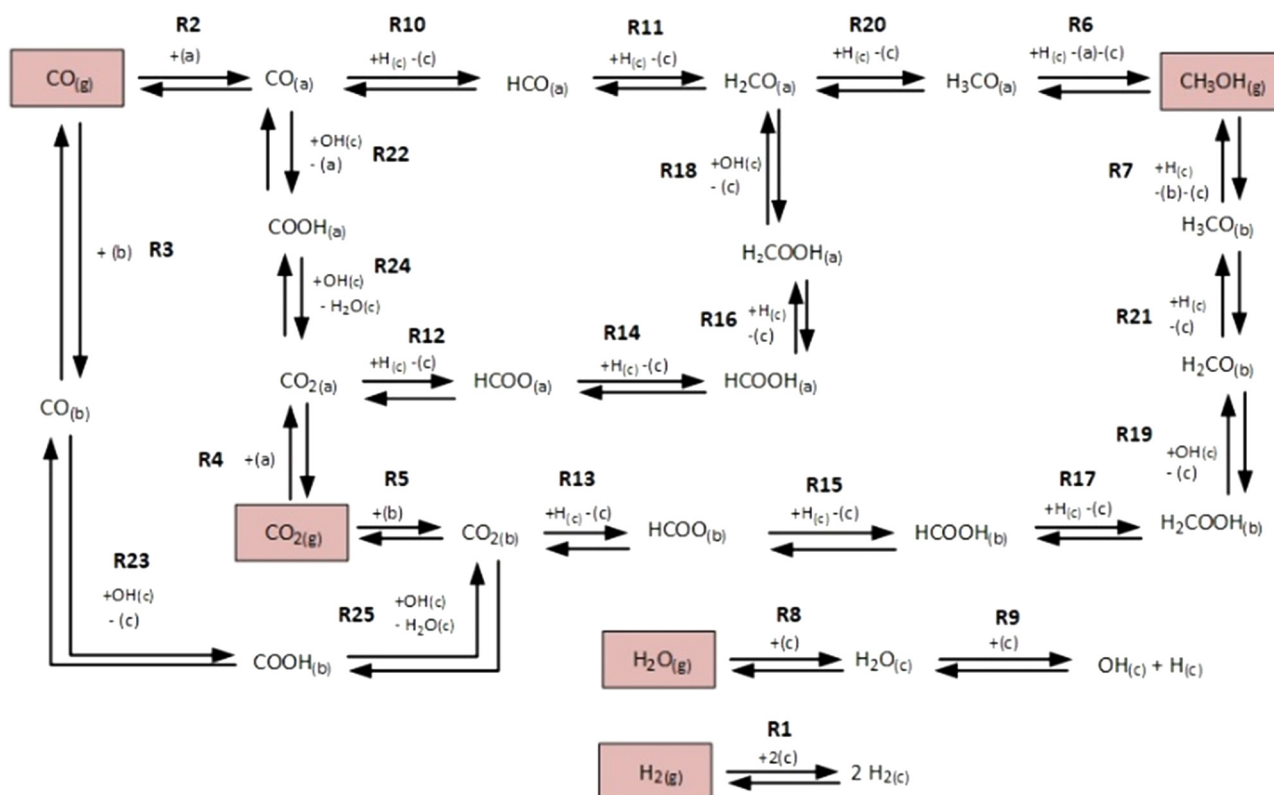 R2
R10
R11
R20
R6
CO(g)
+(a)
CO(a)
+H(c) -(c)
HCO(a)
+H(c) -(c)
H2CO(a)
+H(c) -(c)
H3CO(a)
+H(c) -(a)-(c)
CH3OH(g)
+OH(c)
- (a)
R22
R18
+OH(c)
- (c)
R7
+H(c)
-(b)-(c)
COOH(a)
H3CO(b)
+ (b)
R3
R24
+OH(c)
- H2O(c)
H2COOH(a)
R16
+H(c)
-(c)
R21
+H(c)
-(c)
R12
R14
CO2(a)
+H(c) -(c)
HCOO(a)
+H(c) -(c)
HCOOH(a)
H2CO(b)
CO(b)
R4
+(a)
R19
+OH(c)
- (c)
R5
R13
R15
R17
CO2(g)
+(b)
CO2(b)
+H(c) -(c)
HCOO(b)
+H(c) -(c)
HCOOH(b)
+H(c) -(c)
H2COOH(b)
R23
+OH(c)
- (c)
R25
+OH(c)
- H2O(c)
COOH(b)
R8
R9
H2O(g)
+(c)
H2O(c)
+(c)
OH(c) + H(c)
R1
H2(g)
+2(c)
2 H2(c)